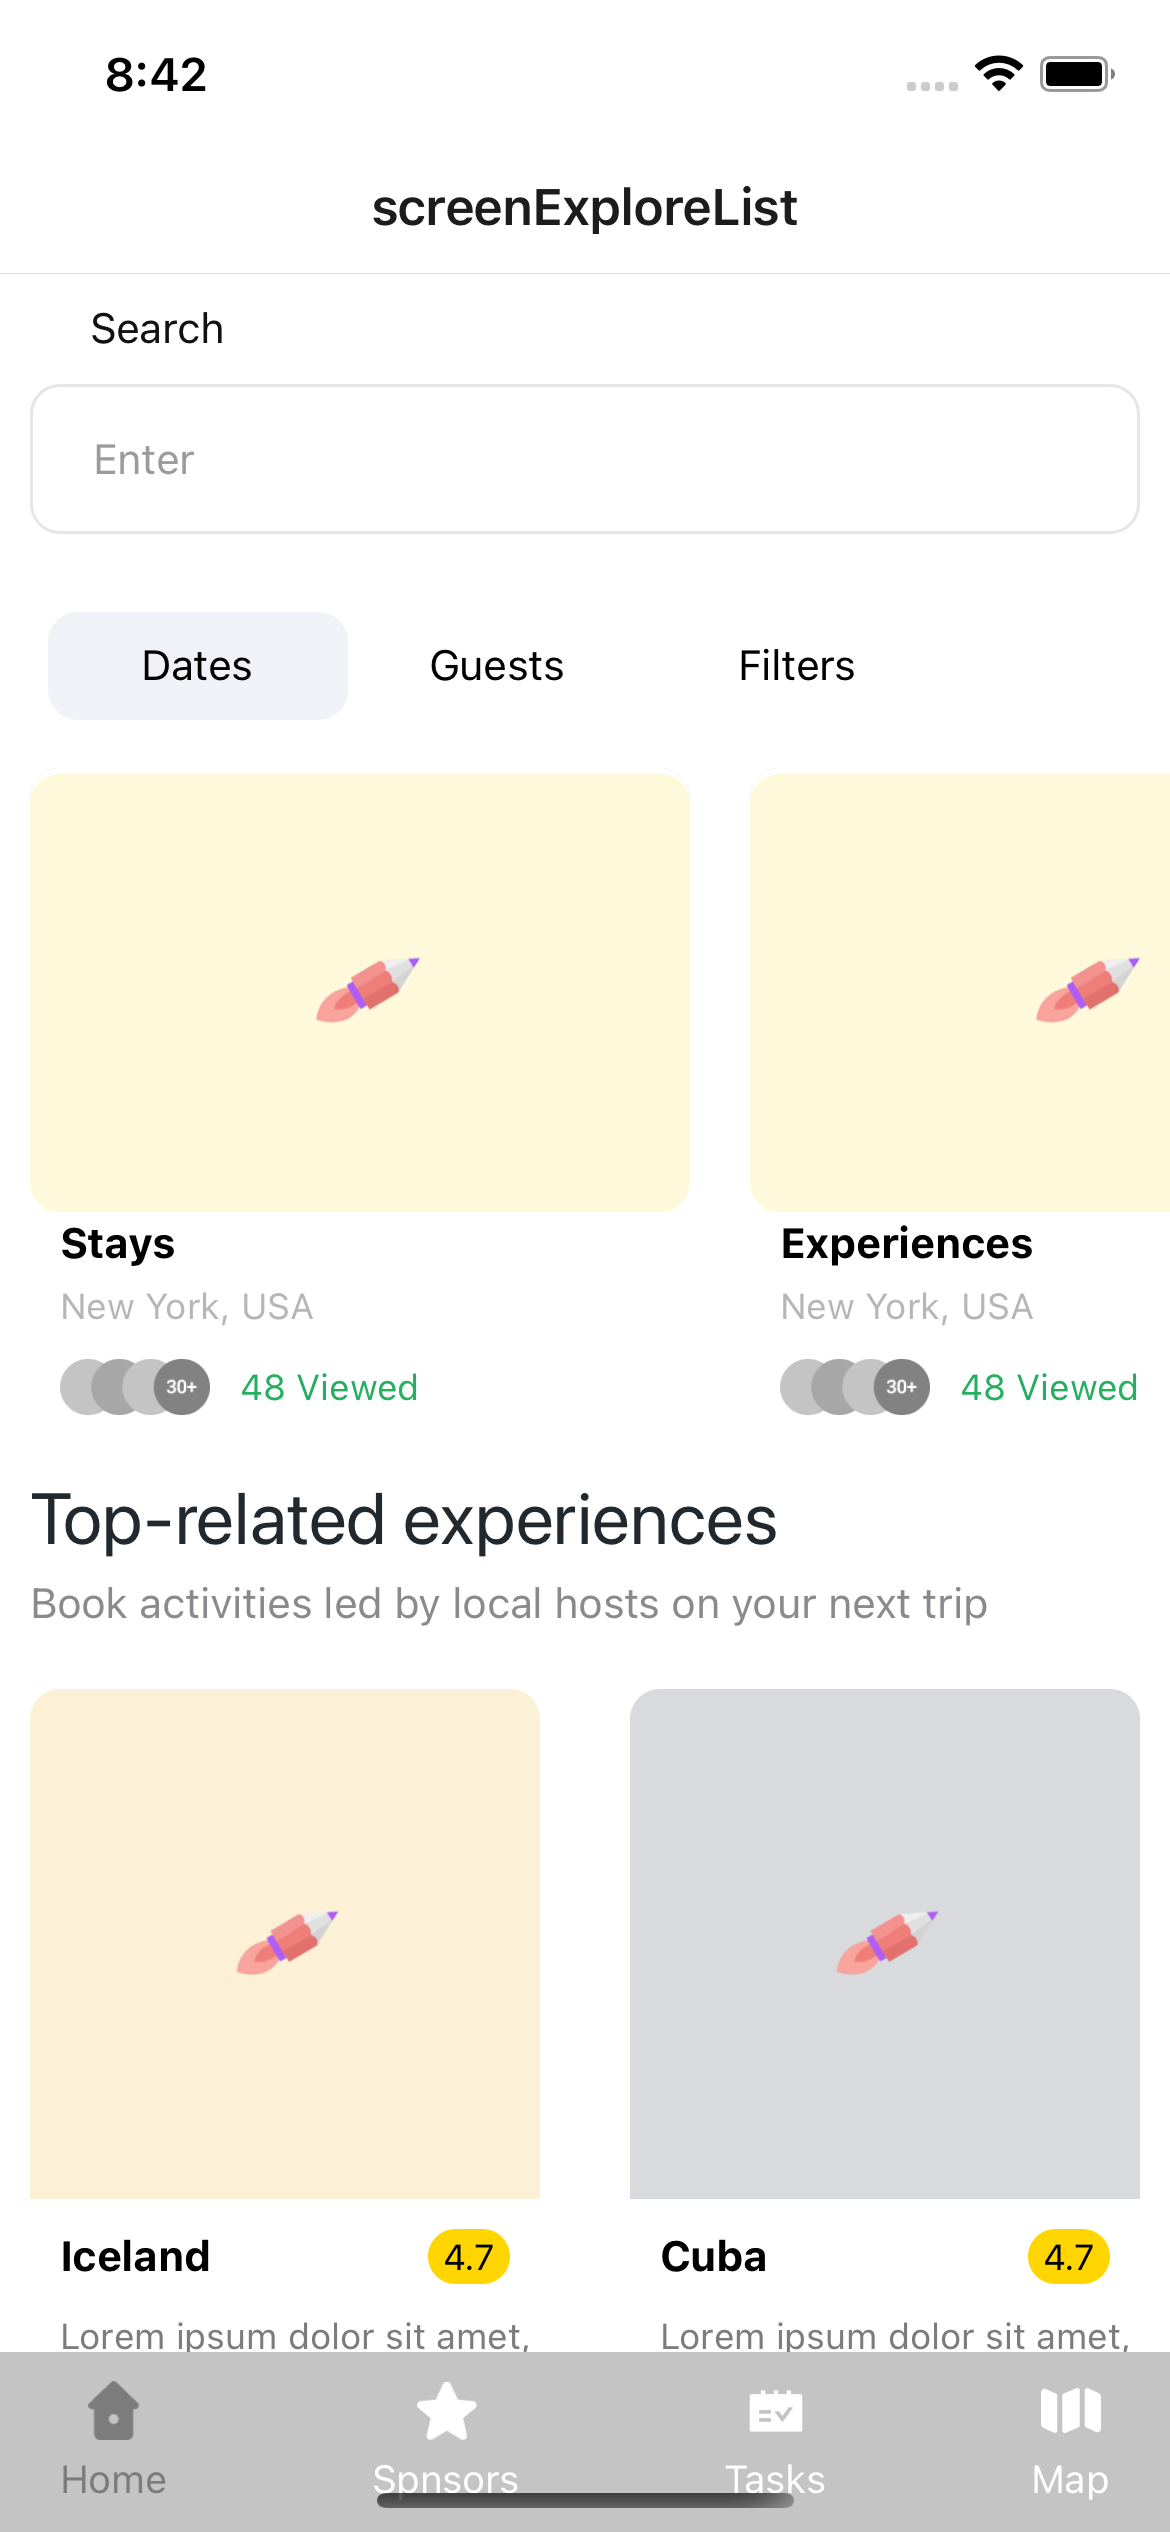 8:42
screenExploreList
Search
Enter
Dates Guests Filters
Stays Experiences
New York, USA New York, USA
30+ 48 Viewed 30+ 48 Viewed
Top-related experiences
Book activities led by local hosts on your next trip
Iceland 4.7 Cuba 4.7
Lorem ipsum dolor sit amet, Lorem ipsum dolor sit amet,
Home Spnsors Tasks Map